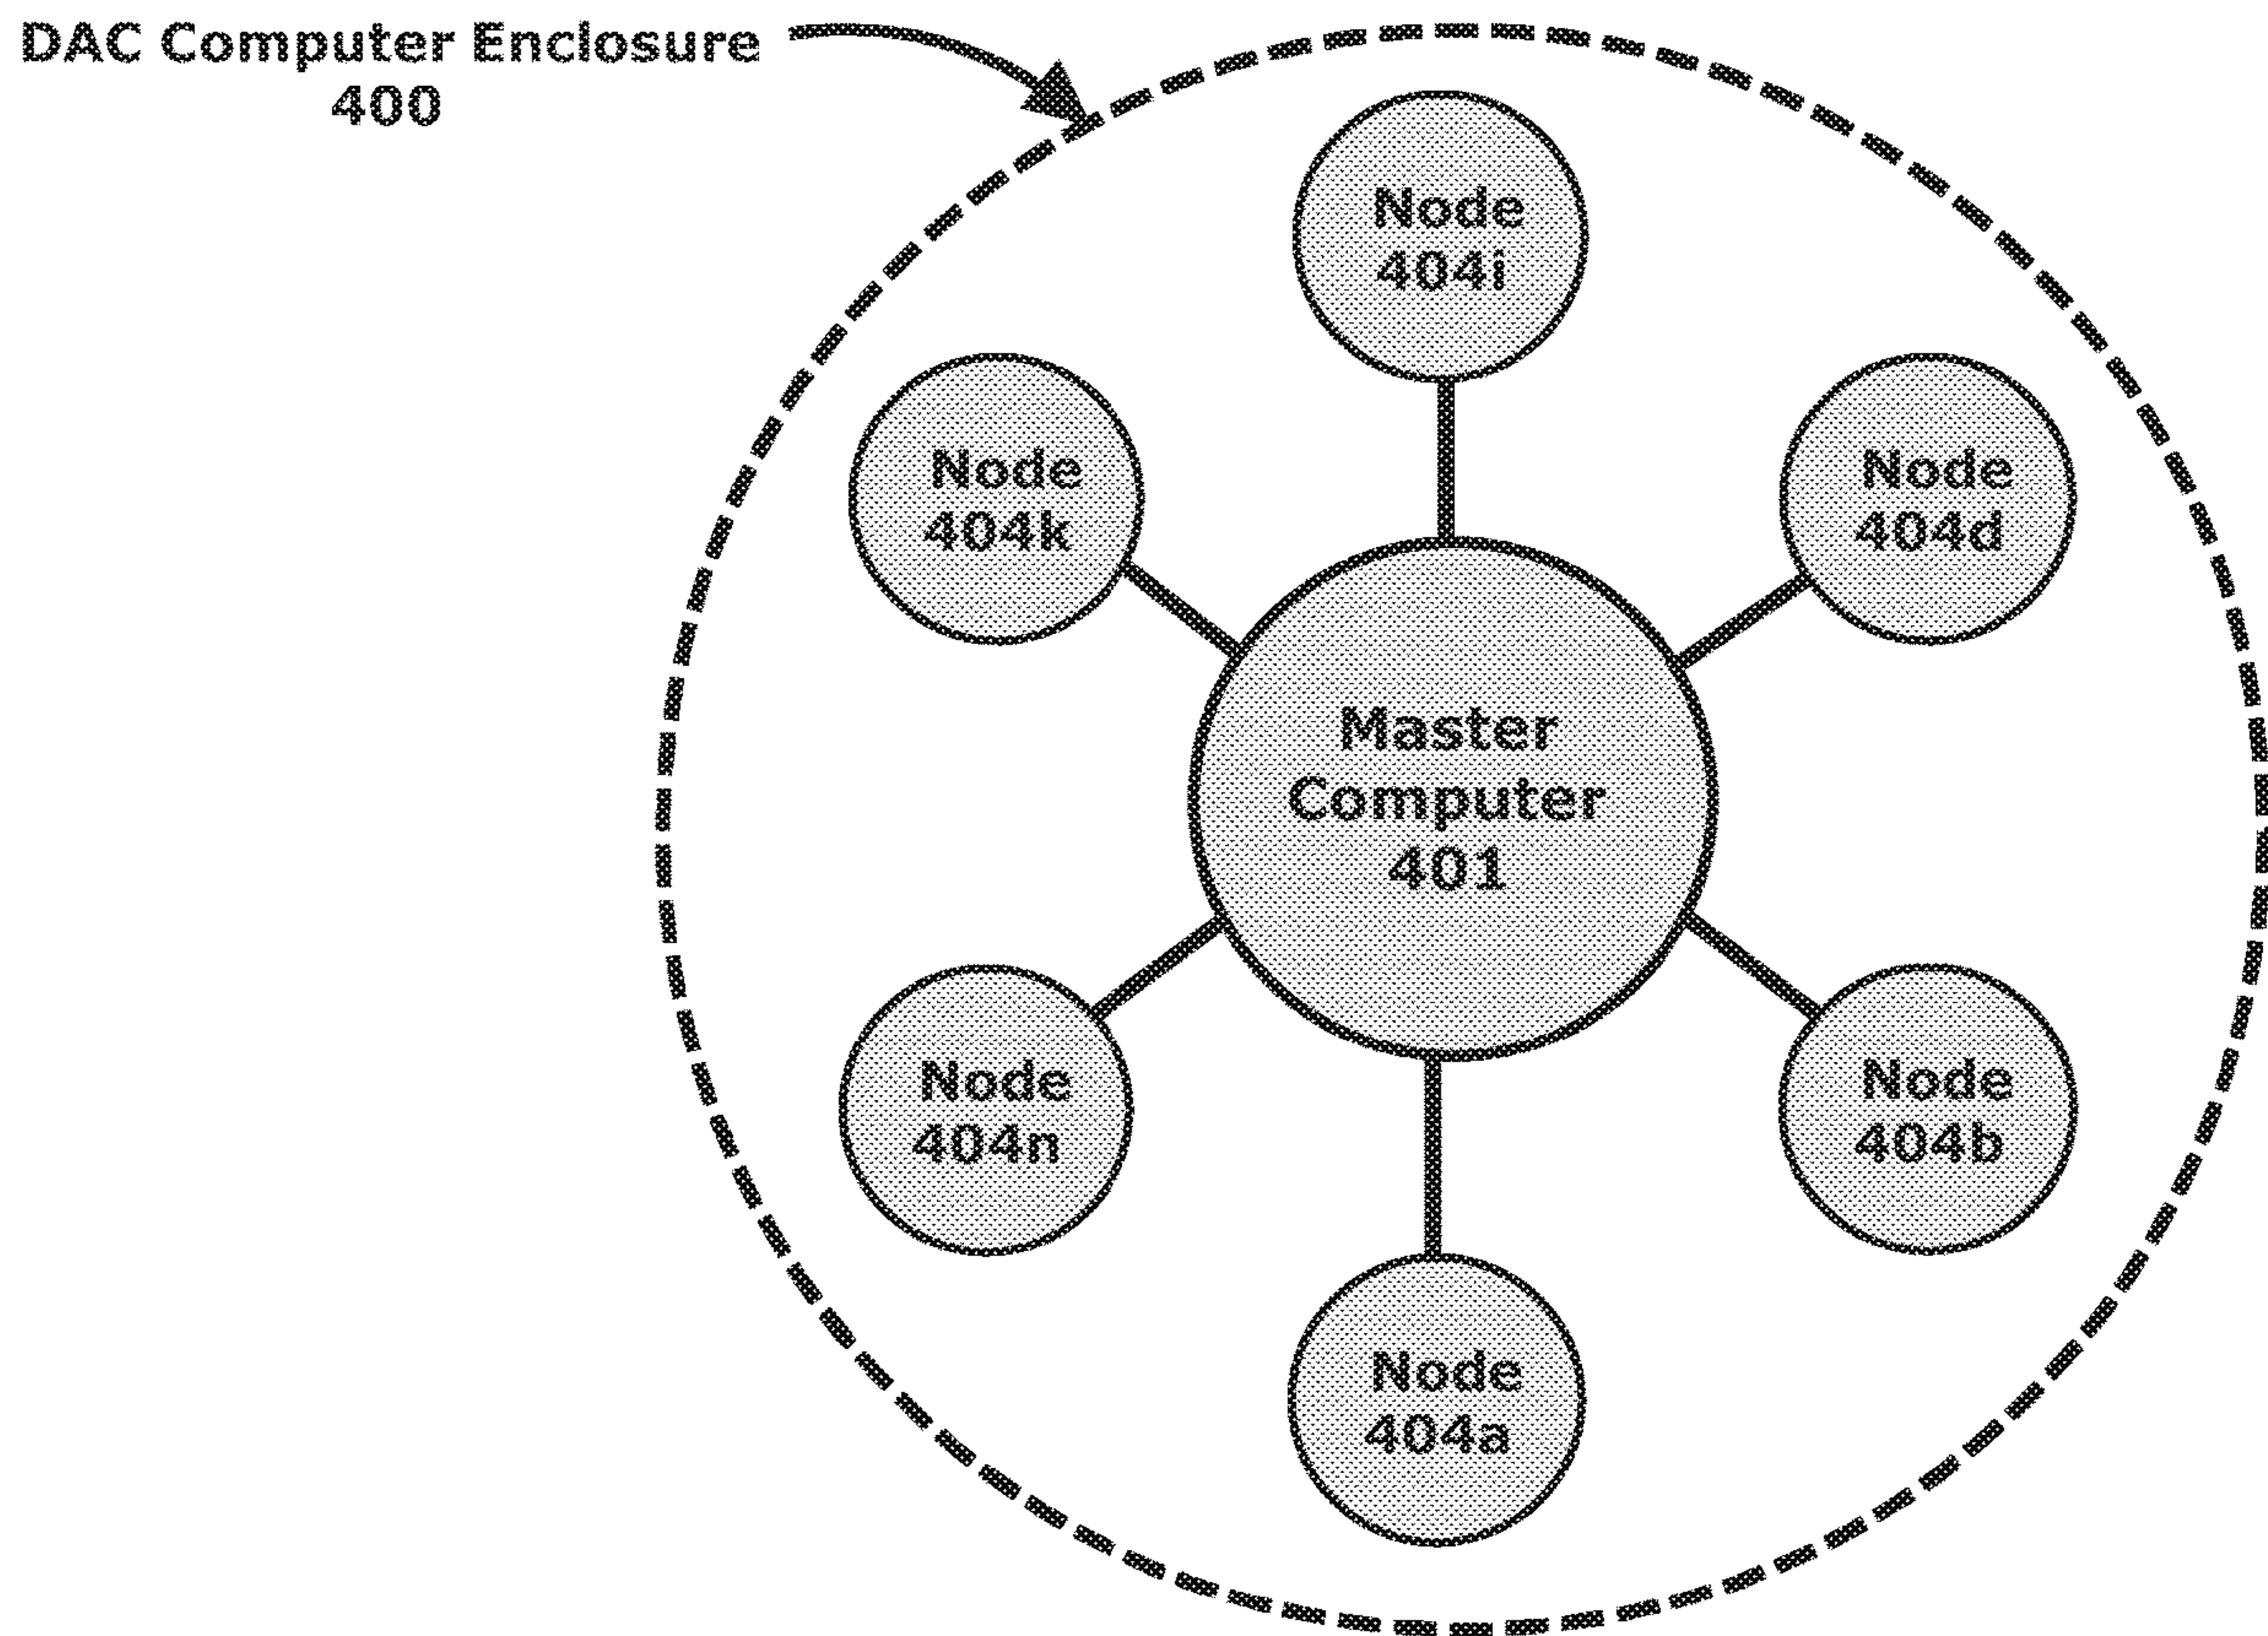 DAC Computer Enclosure
400
Node
404i
Node
404k
Node
404d
Master
Computer
401
Node
404n
Node
404b
Node
404a